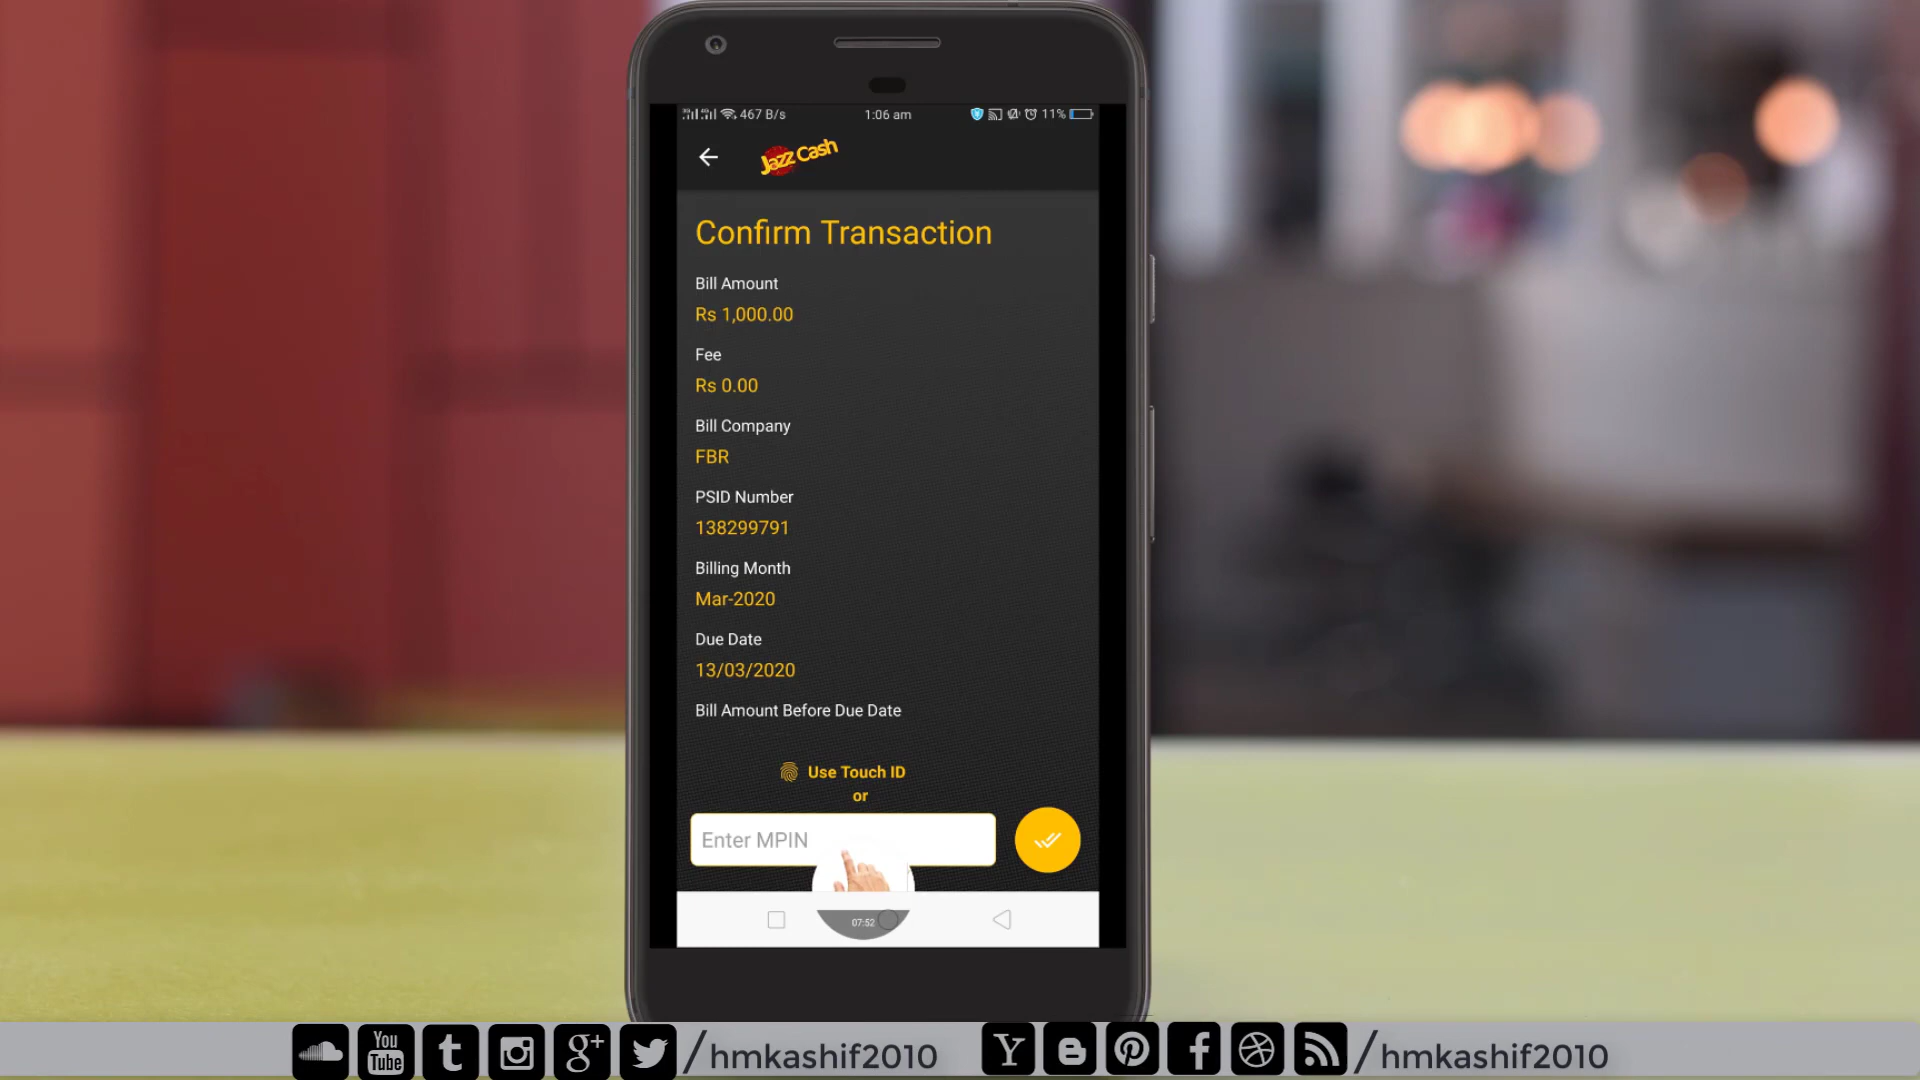 467 B/s
1:06 am
11%
Jazz Cash
Confirm Transaction
Bill Amount
Rs 1,000.00
Fee
Rs 0.00
Bill Company
FBR
PSID Number
138299791
Billing Month
Mar-2020
Due Date
13/03/2020
Bill Amount Before Due Date
Use Touch ID
or
Enter MPIN
07:52
You Tube
/hmkashif2010
/hmkashif2010